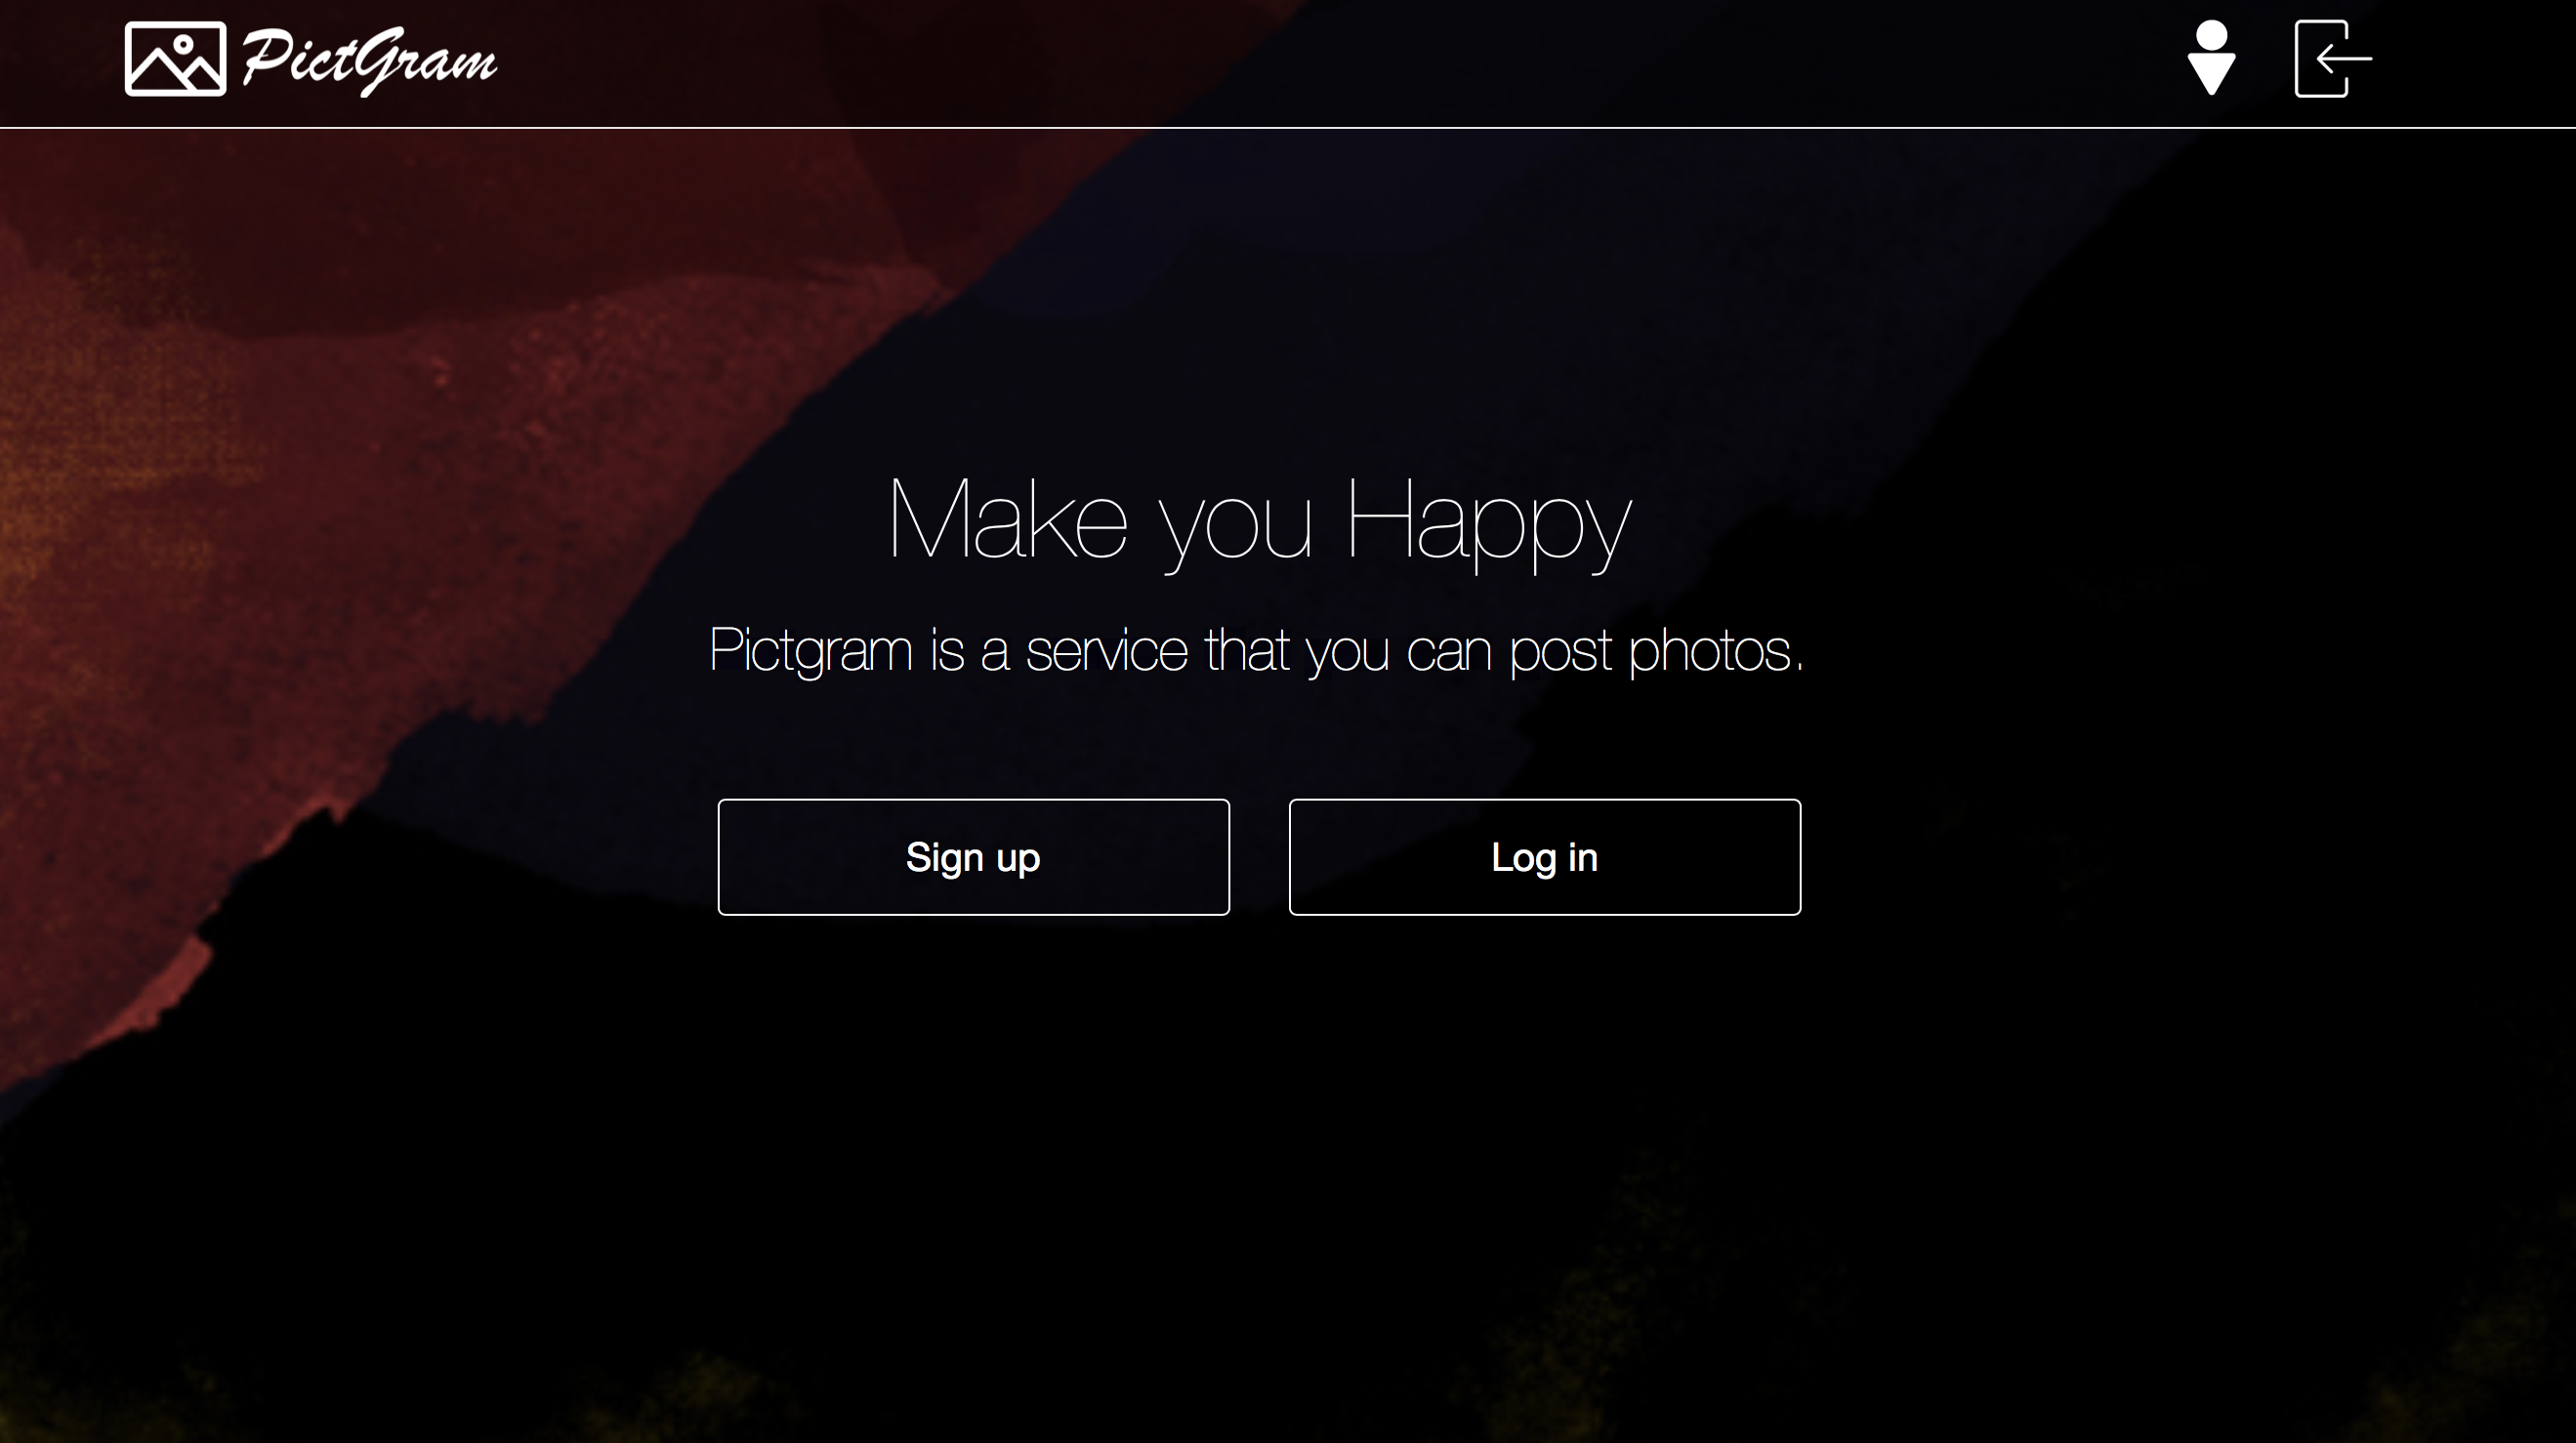 PictGram
Make you Happy
Pictgram is a service that you can post photos.
Sign up
Log in